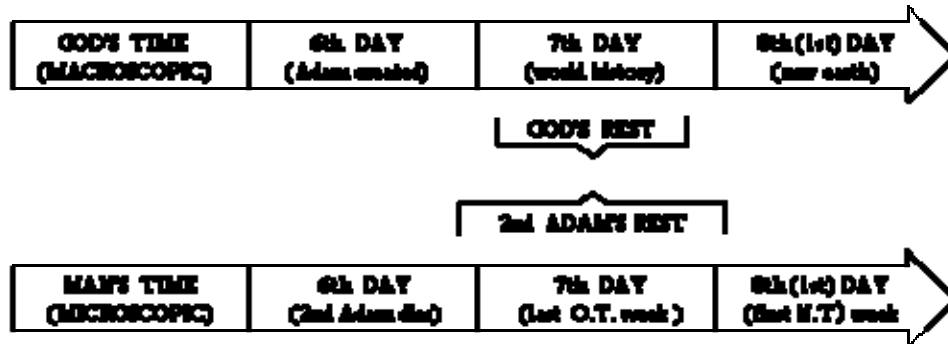 GOD'S TIME
(MACROSCOPIC)
6th DAY
(Adam created)
7th DAY
(world history)
8th (1st) DAY
(new earth)
GOD'S REST
2nd ADAM'S REST
MAN'S TIME
(MICROSCOPIC)
6th DAY
(2nd Adam dies)
7th DAY
(last O.T. week)
8th (1st) DAY
(first N.T) week